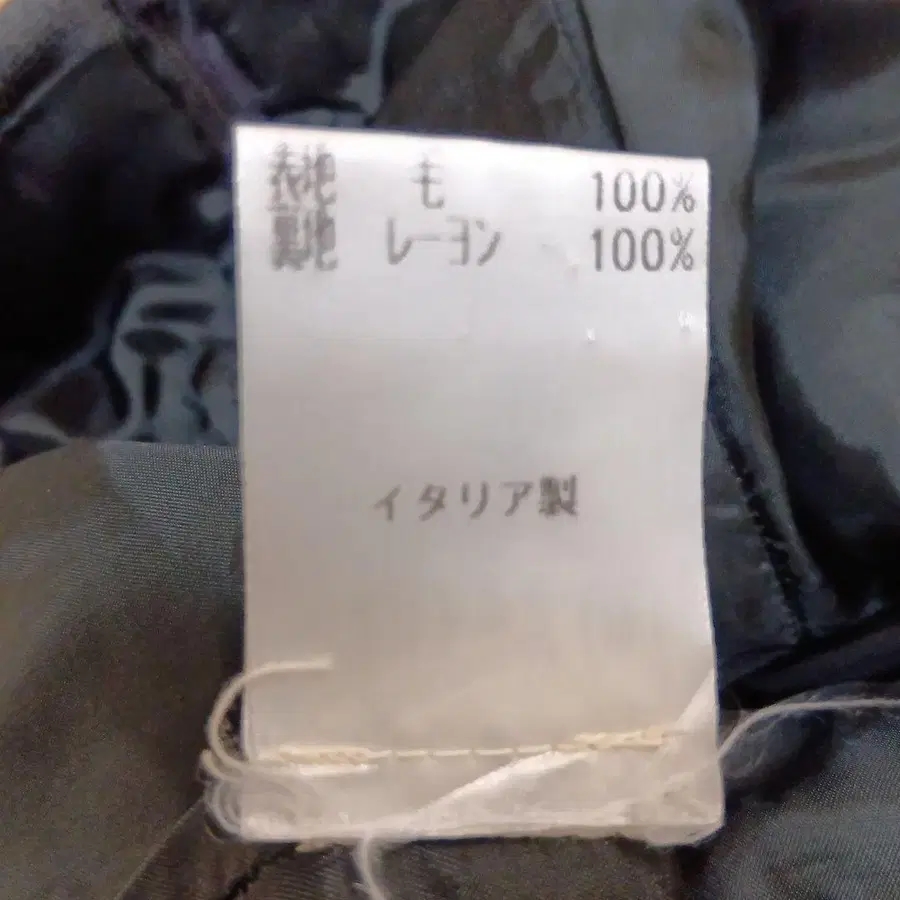 表地 毛 100%
裏地 レーヨン 100%
イタリア製